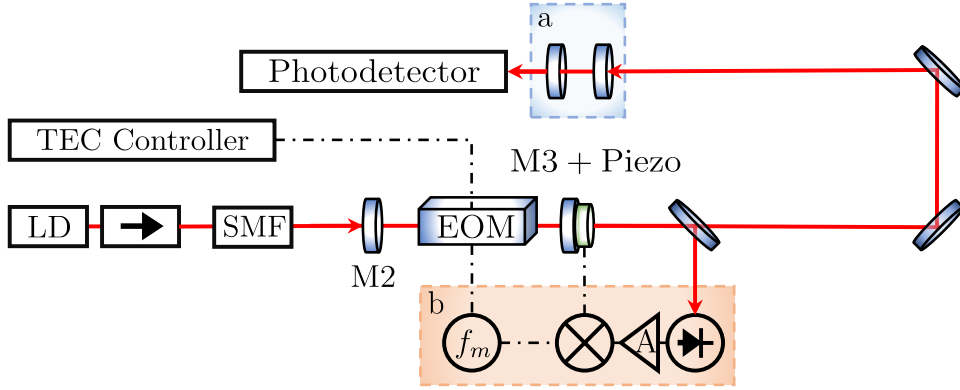 a
Photodetector
TEC Controller
M3 + Piezo
LD
SMF
EOM
M2
b
f_m
A